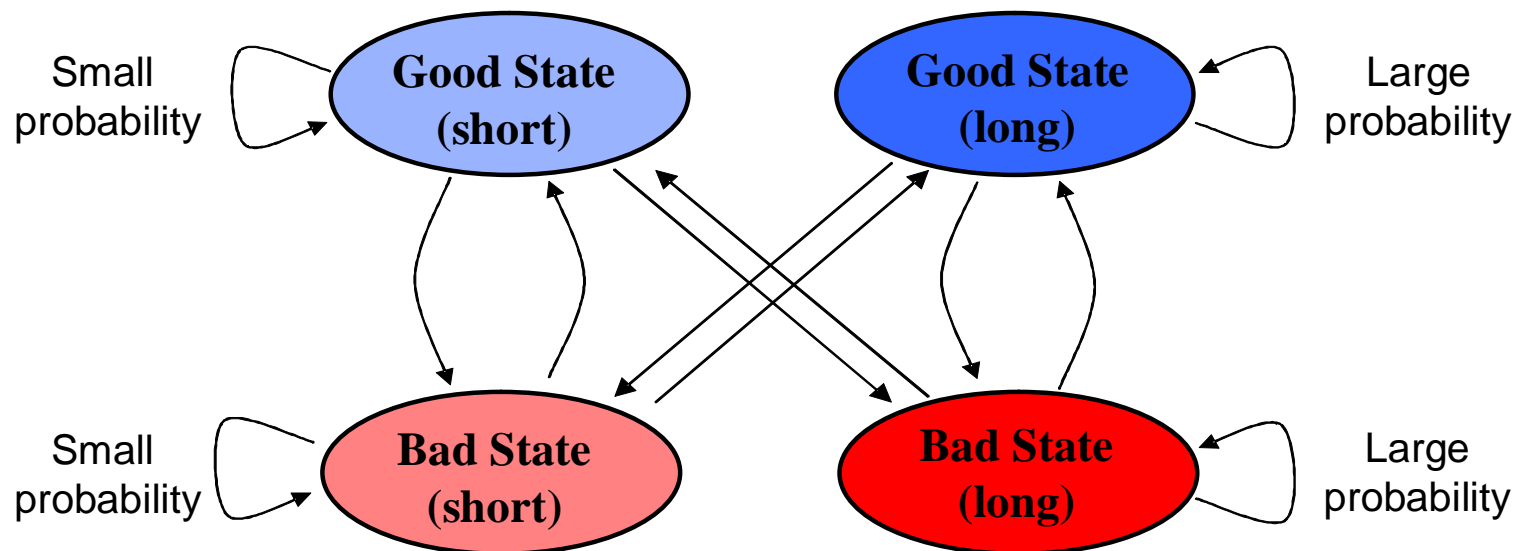 Small
probability
Good State
(short)
Good State
(long)
Large
probability
Small
probability
Bad State
(short)
Bad State
(long)
Large
probability